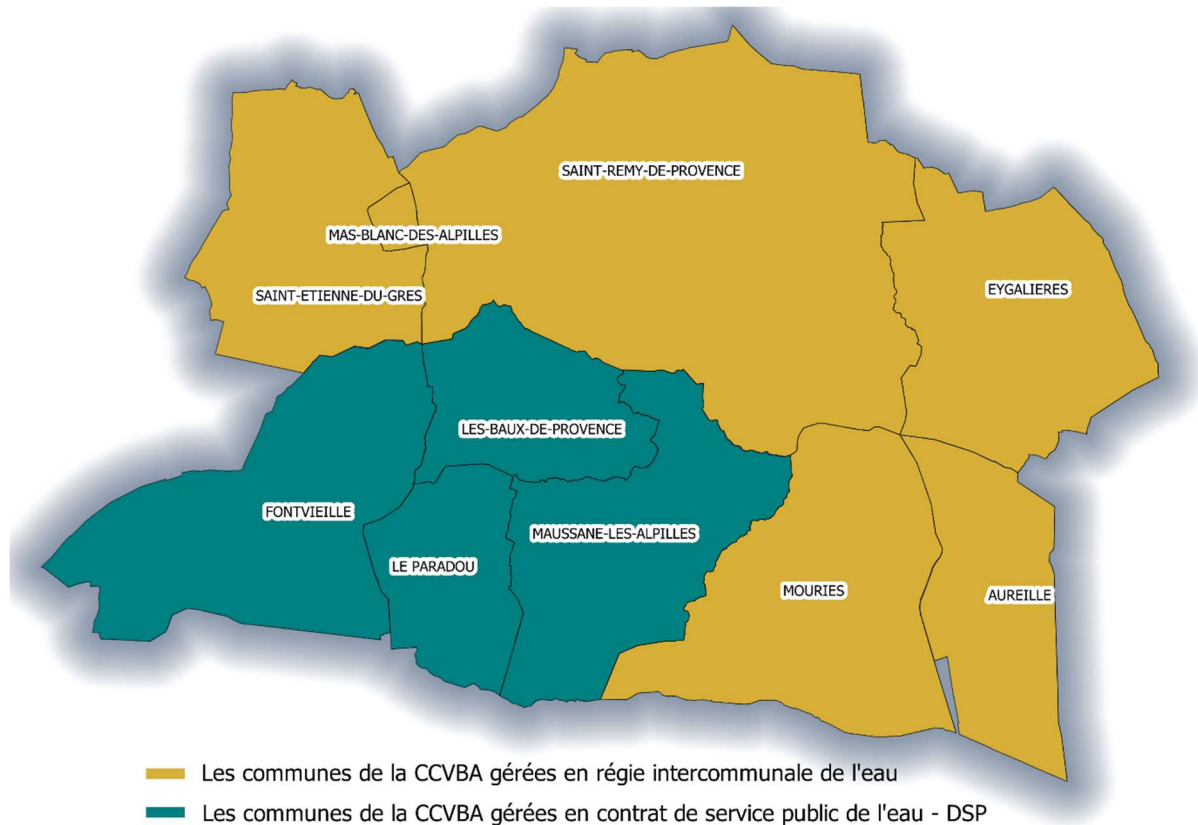 SAINT-REMY-DE-PROVENCE
MAS-BLANC-DES-ALPILLES
SAINT-ETIENNE-DU-GRES
EYGALIERES
LES-BAUX-DE-PROVENCE
FONTVIEILLE
MAUSSANE-LES-ALPILLES
LE PARADOU
MOURIES
AUREILLE
Les communes de la CCVBA gérées en régie intercommunale de l'eau
Les communes de la CCVBA gérées en contrat de service public de l'eau - DSP